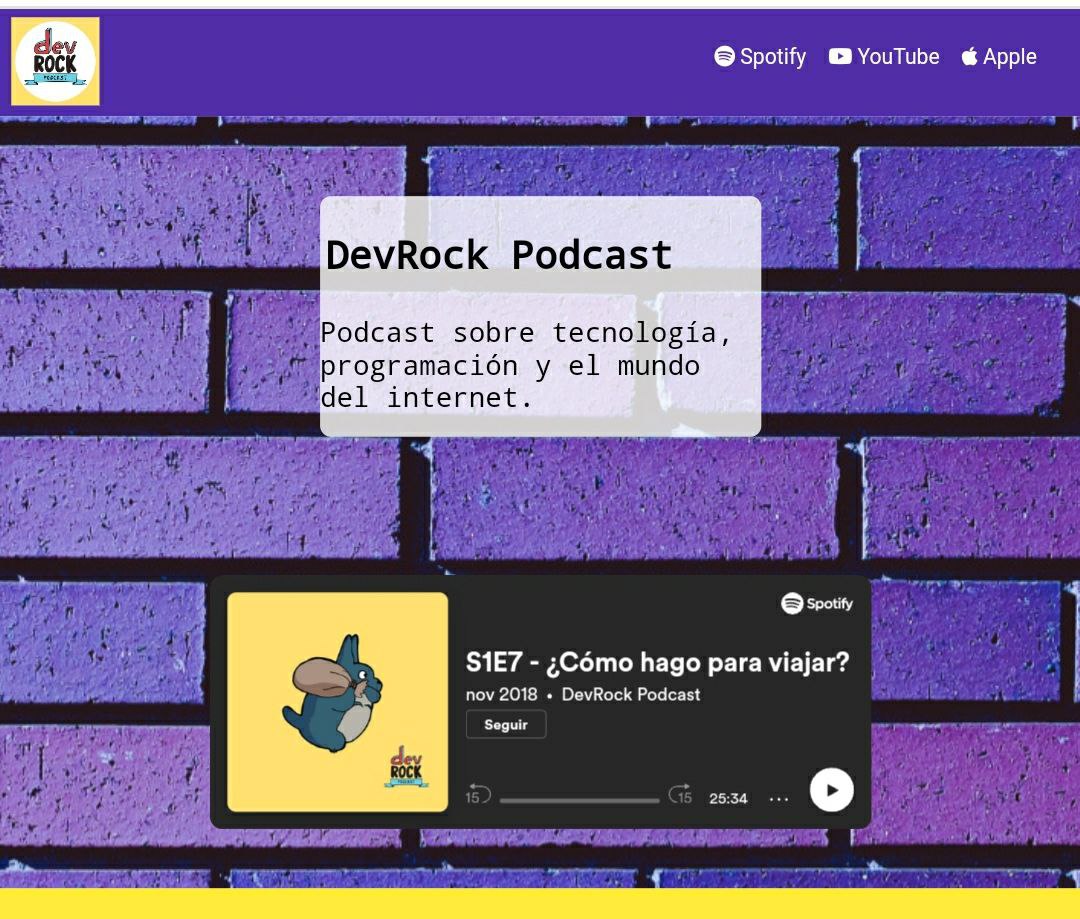 dev
ROCK
PODCAST
Spotify YouTube Apple
DevRock Podcast
Podcast sobre tecnología,
programación y el mundo
del internet.
Spotify
S1E7 - ¿Cómo hago para viajar?
nov 2018 • DevRock Podcast
Seguir
dev
ROCK
PODCAST
15 15 25:34 ...